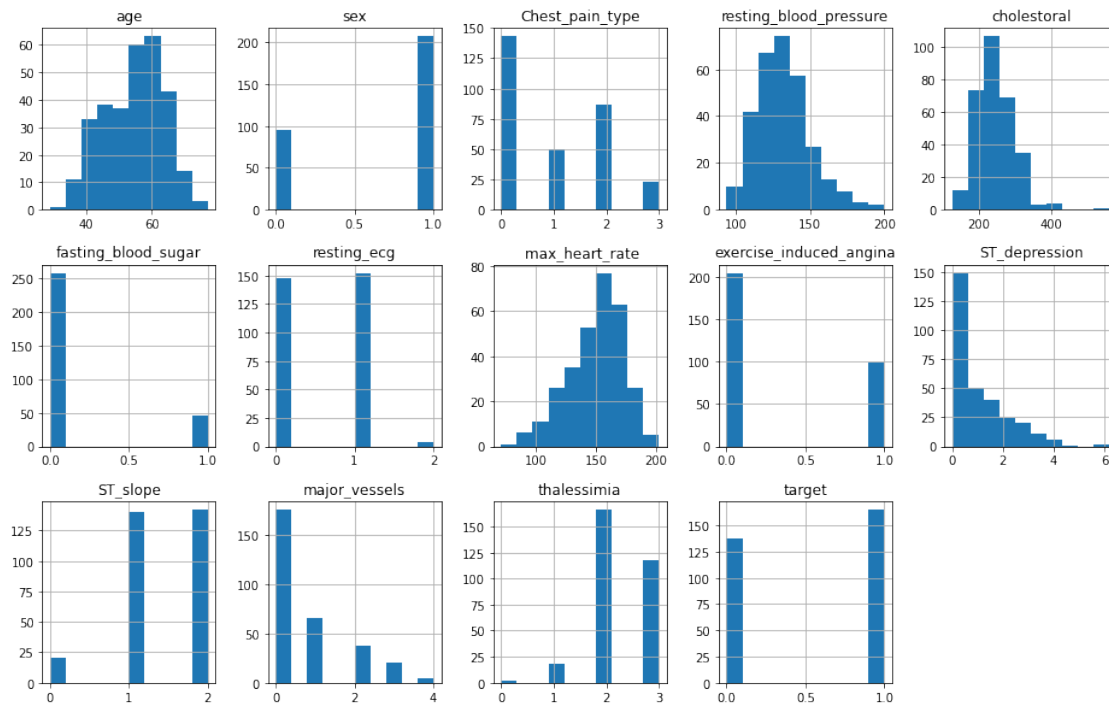 age sex Chest_pain_type resting_blood_pressure cholestoral
60 50 40 30 20 10 0
40 60
200 150 100 50 0
0.0 0.5 1.0
150 125 100 75 50 25 0
0 1 2 3
60 40 20 0
100 150 200
100 80 60 40 20 0
200 400
fasting_blood_sugar resting_ecg max_heart_rate exercise_induced_angina ST_depression
250 200 150 100 50 0
0.0 0.5 1.0
150 125 100 75 50 25 0
0 1 2
80 60 40 20 0
100 150 200
200 150 100 50 0
0.0 0.5 1.0
150 125 100 75 50 25 0
0 2 4 6
ST_slope major_vessels thalessimia target
125 100 75 50 25 0
0 1 2
150 100 50 0
0 2 4
150 125 100 75 50 25 0
0 1 2 3
150 125 100 75 50 25 0
0.0 0.5 1.0